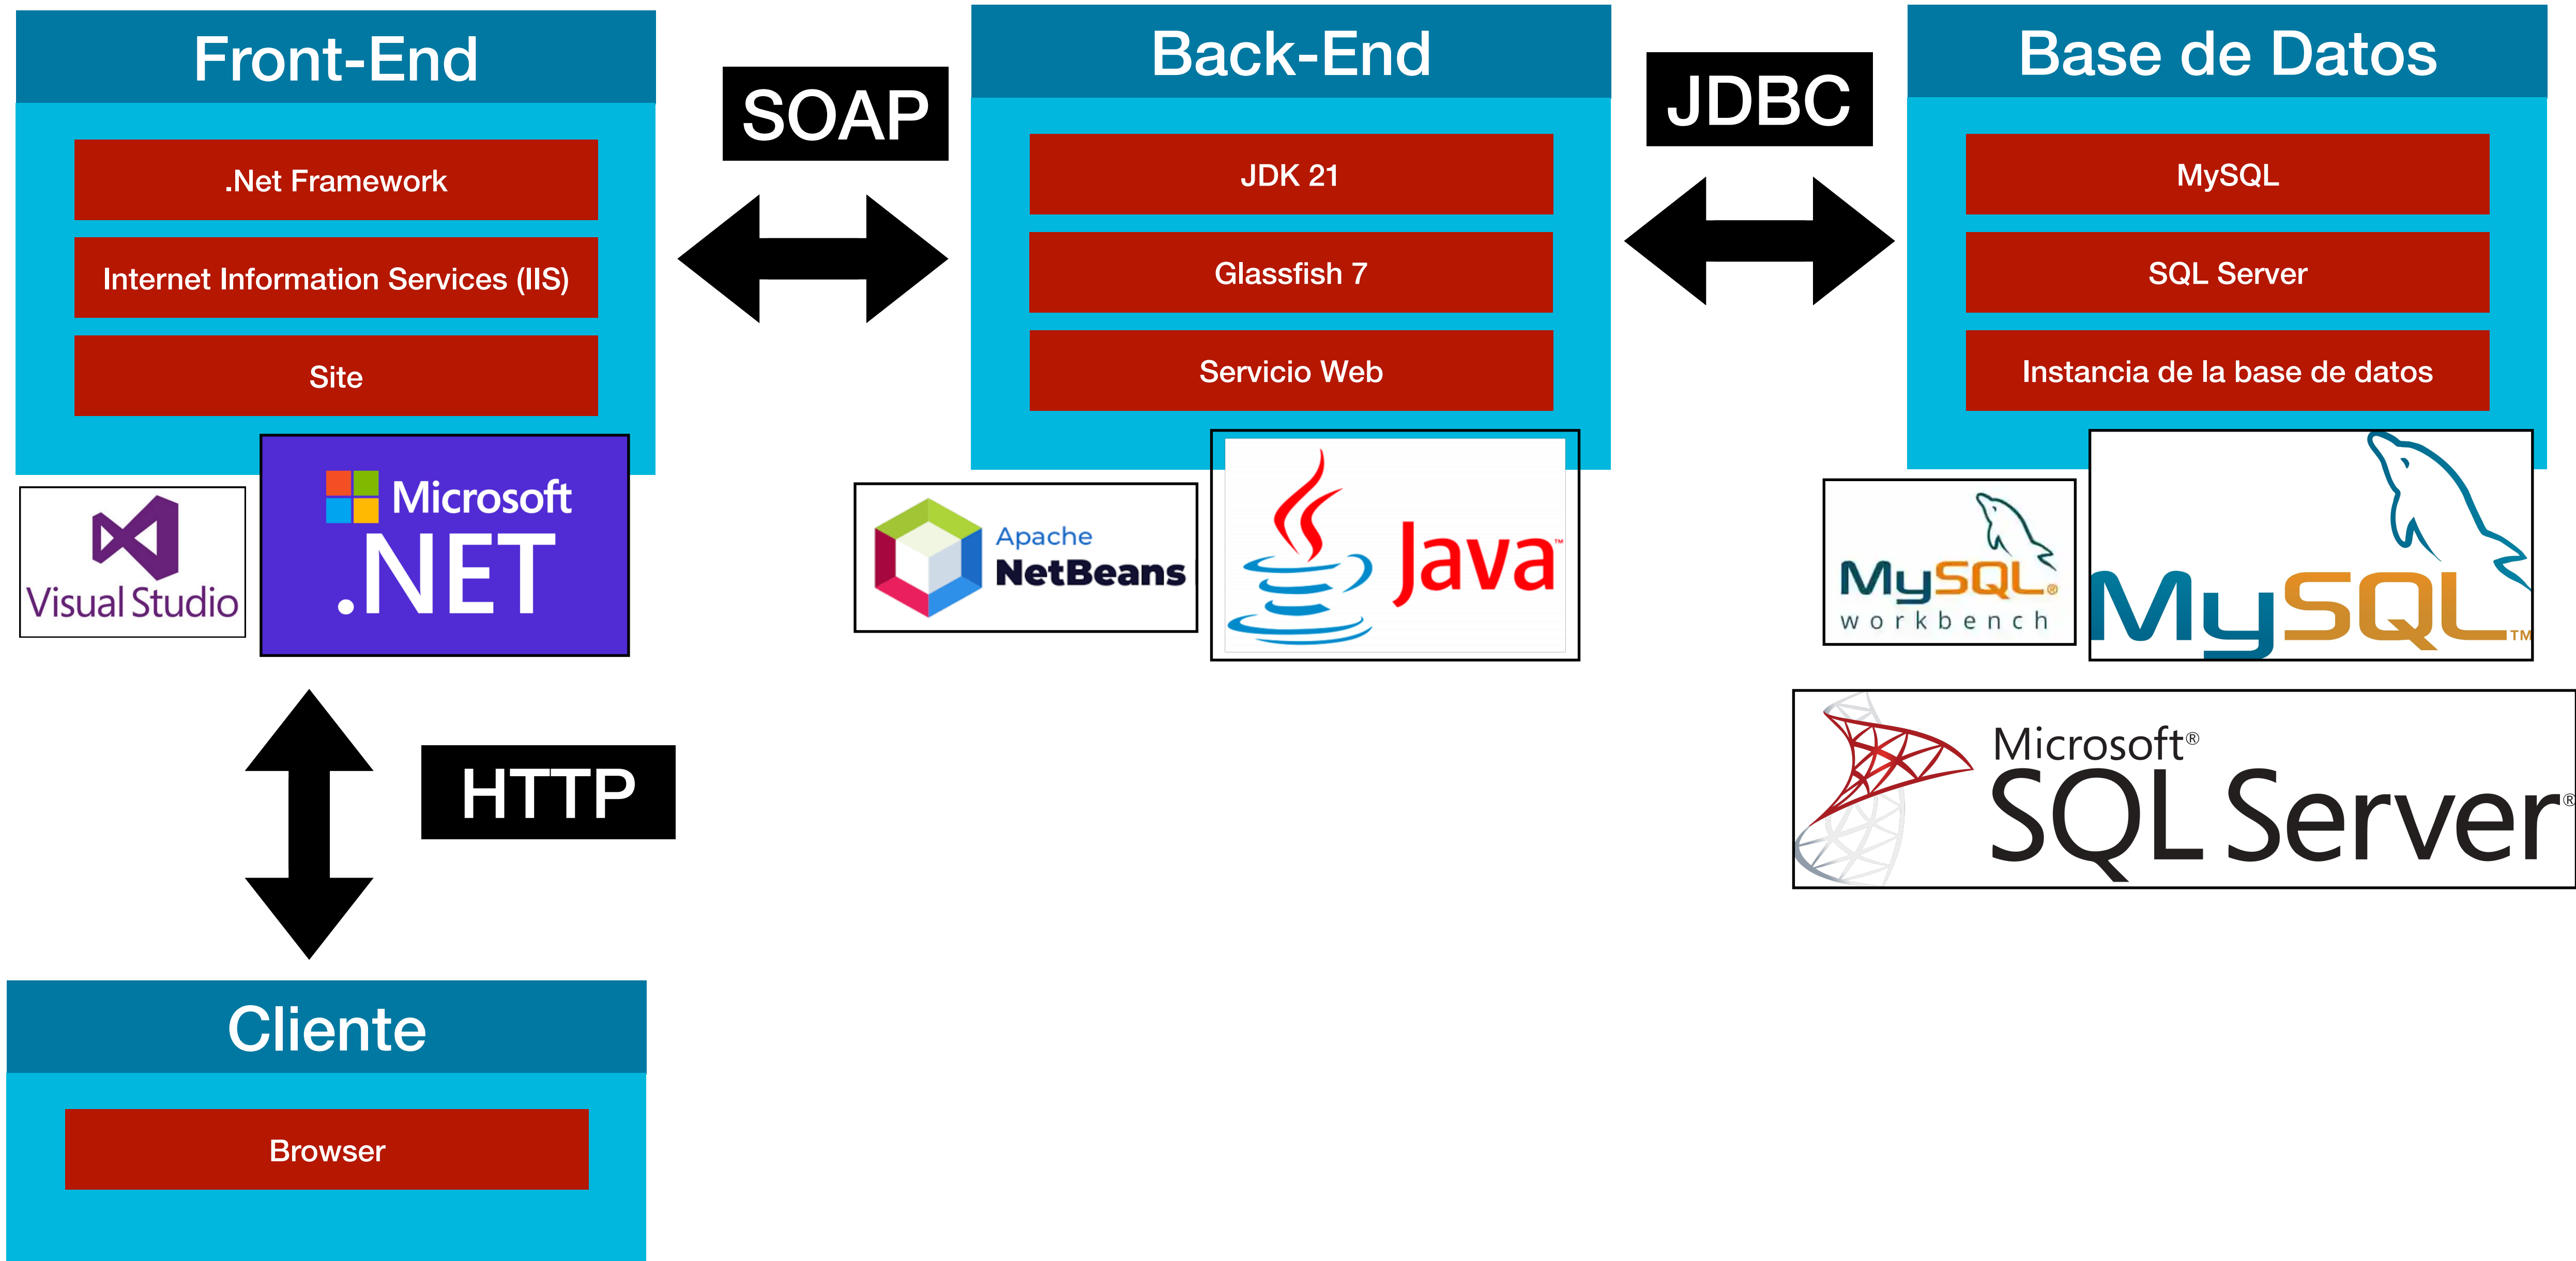 Front-End
.Net Framework
Internet Information Services (IIS)
Site
Visual Studio
Microsoft
.NET
SOAP
Back-End
JDK 21
Glassfish 7
Servicio Web
Apache
NetBeans
Java™
JDBC
Base de Datos
MySQL
SQL Server
Instancia de la base de datos
MySQL®
workbench
MySQL™
Microsoft®
SQL Server®
HTTP
Cliente
Browser